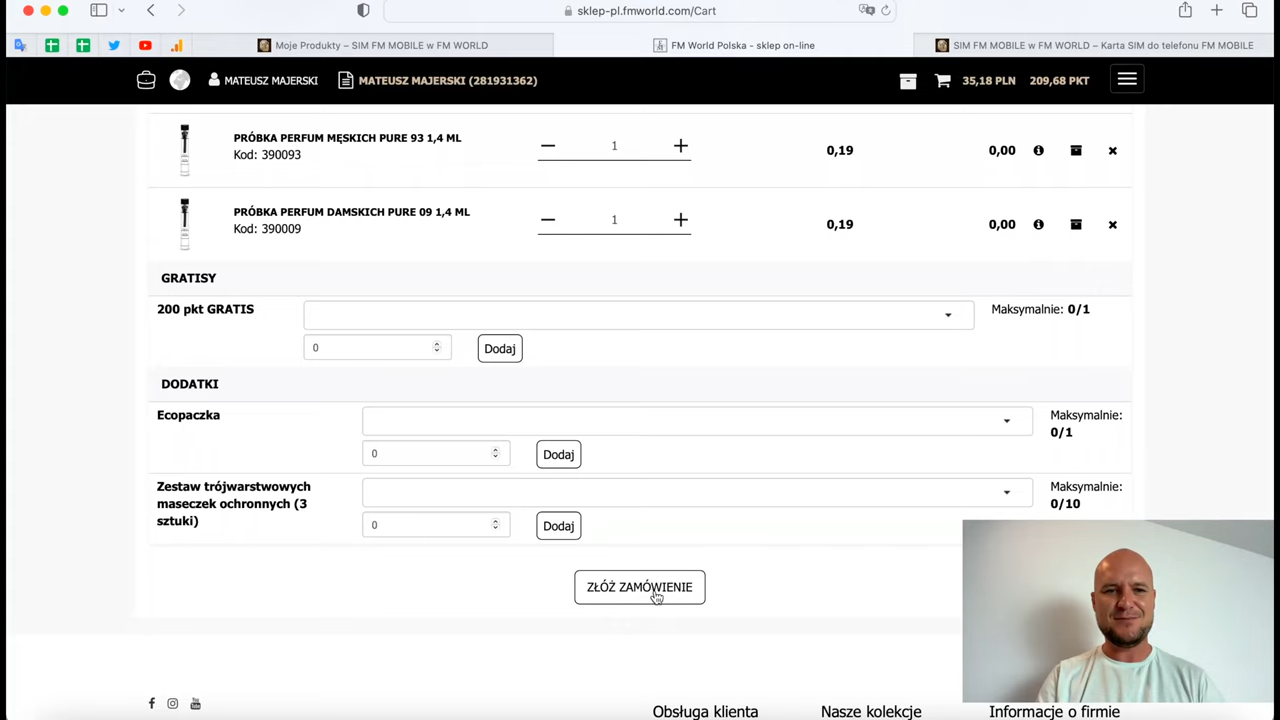 sklep-pl.fmworld.com/Cart
Moje Produkty – SIM FM MOBILE w FM WORLD
FM World Polska - sklep on-line
SIM FM MOBILE w FM WORLD – Karta SIM do telefonu FM MOBILE
MATEUSZ MAJERSKI
MATEUSZ MAJERSKI (281931362)
35,18 PLN
209,68 PKT
PRÓBKA PERFUM MĘSKICH PURE 93 1,4 ML
Kod: 390093
1
0,19
0,00
PRÓBKA PERFUM DAMSKICH PURE 09 1,4 ML
Kod: 390009
1
0,19
0,00
GRATISY
200 pkt GRATIS
Maksymalnie: 0/1
0
Dodaj
DODATKI
Ecopaczka
Maksymalnie:
0/1
0
Dodaj
Zestaw trójwarstwowych
maseczek ochronnych (3
sztuki)
Maksymalnie:
0/10
0
Dodaj
ZŁÓŻ ZAMÓWIENIE
Obsługa klienta
Nasze kolekcje
Informacje o firmie